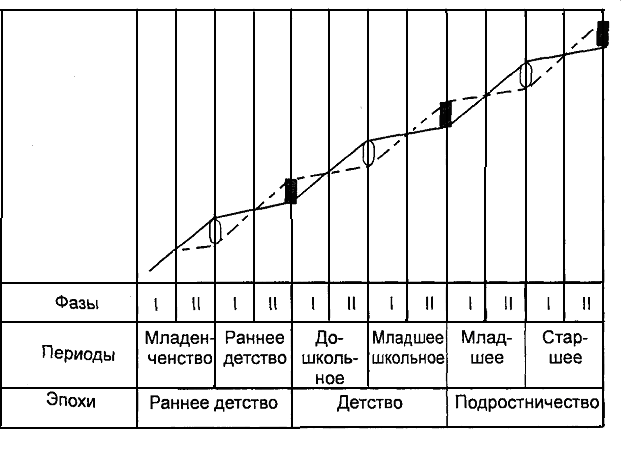 Фазы I II I II I II I II I II I II
Периоды
Младен-
ченство
Раннее
детство
До-
школь-
ное
Младшее
школьное
Млад-
шее
Стар-
шее
Эпохи Раннее детство Детство Подростничество